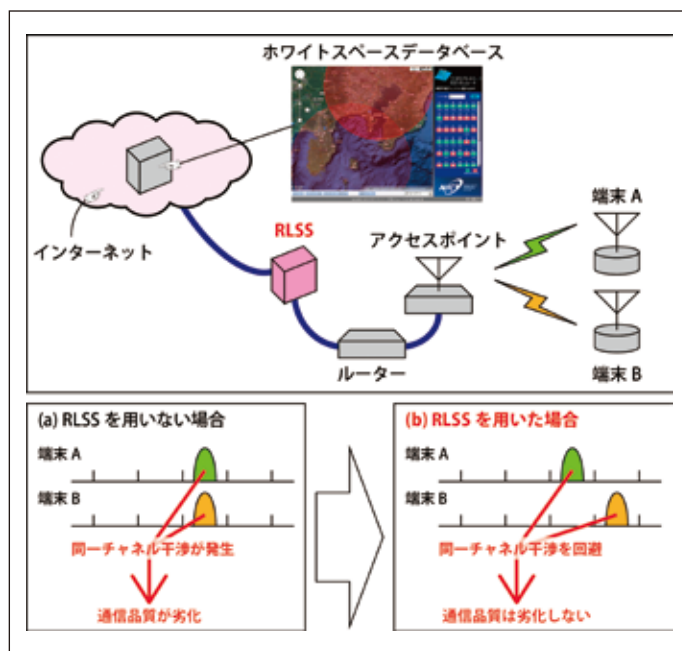 ホワイトスペースデータベース
インターネット
RLSS
アクセスポイント
端末 A
ルーター
端末 B
(a) RLSS を用いない場合
端末 A
端末 B
同一チャネル干渉が発生
通信品質が劣化
(b) RLSS を用いた場合
端末 A
端末 B
同一チャネル干渉を回避
通信品質は劣化しない